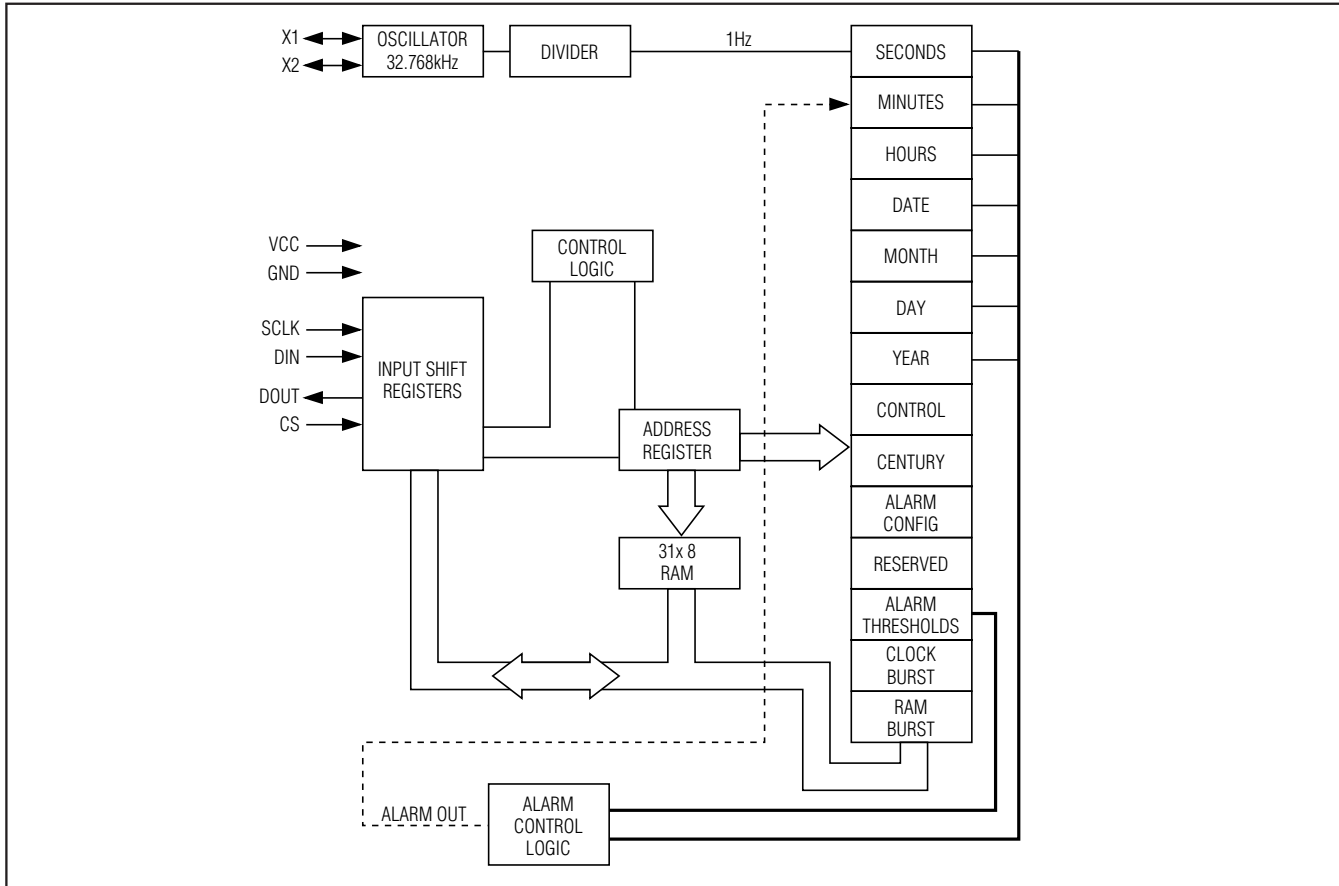 X1
X2
OSCILLATOR
32.768kHz
DIVIDER
1Hz
SECONDS
MINUTES
HOURS
DATE
MONTH
DAY
YEAR
CONTROL
CENTURY
ALARM
CONFIG
RESERVED
ALARM
THRESHOLDS
CLOCK
BURST
RAM
BURST
VCC
GND
SCLK
DIN
DOUT
CS
INPUT SHIFT
REGISTERS
CONTROL
LOGIC
ADDRESS
REGISTER
31x 8
RAM
ALARM OUT
ALARM
CONTROL
LOGIC